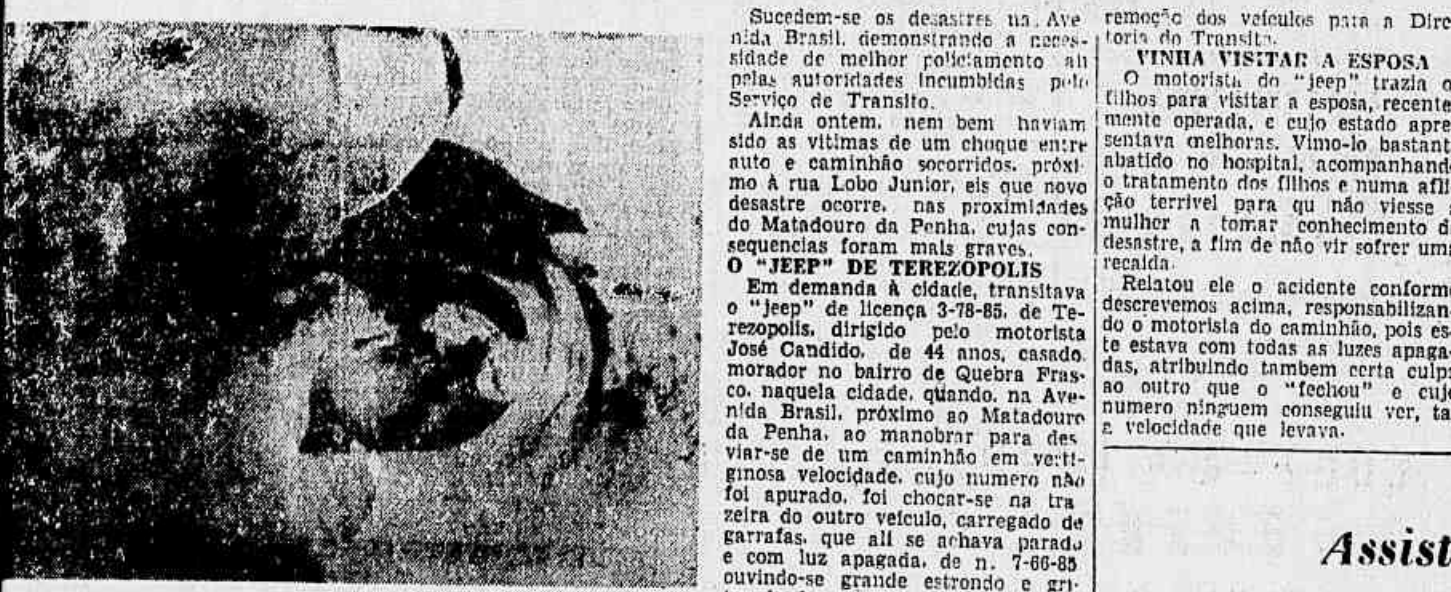 Sucedem-se os desastres na Ave
nida Brasil, demonstrando a neces-
sidade de melhor policiamento ali
pelas autoridades incumbidas pelo
Serviço de Transito.
Ainda ontem, nem bem haviam
sido as vitimas de um choque entre
auto e caminhão socorridos, próxi-
mo à rua Lobo Junior, eis que novo
desastre ocorre, nas proximidades
do Matadouro da Penha, cujas con-
sequencias foram mais graves.
O "JEEP" DE TEREZOPOLIS
Em demanda à cidade, transitava
o "jeep" de licença 3-78-85, de Te-
rezopolis, dirigido pelo motorista
José Candido, de 44 anos, casado,
morador no bairro de Quebra Fras-
co, naquela cidade, quando, na Ave-
nida Brasil, próximo ao Matadouro
da Penha, ao manobrar para des
viar-se de um caminhão em verti-
ginosa velocidade, cujo numero não
foi apurado, foi chocar-se na tra
zeira do outro veículo, carregado de
garrafas, que ali se achava parado
e com luz apagada, de n. 7-66-85
ouvindo-se grande estrondo e gri-
remoção dos veículos para a Dire
toria do Transito.
VINHA VISITAR A ESPOSA
O motorista do "jeep" trazia o
filhos para visitar a esposa, recente
mente operada, e cujo estado apre
sentava melhoras. Vimo-lo bastant
abatido no hospital, acompanhand
o tratamento dos filhos e numa afli
ção terrivel para qu não viesse
mulher a tomar conhecimento d
desastre, a fim de não vir sofrer um
recaida.
Relatou ele o acidente conforme
descrevemos acima, responsabilizan
do o motorista do caminhão, pois es
te estava com todas as luzes apaga
das, atribuindo tambem certa culpa
ao outro que o "fechou" e cujo
numero ninguem conseguiu ver, ta
a velocidade que levava.
Assist